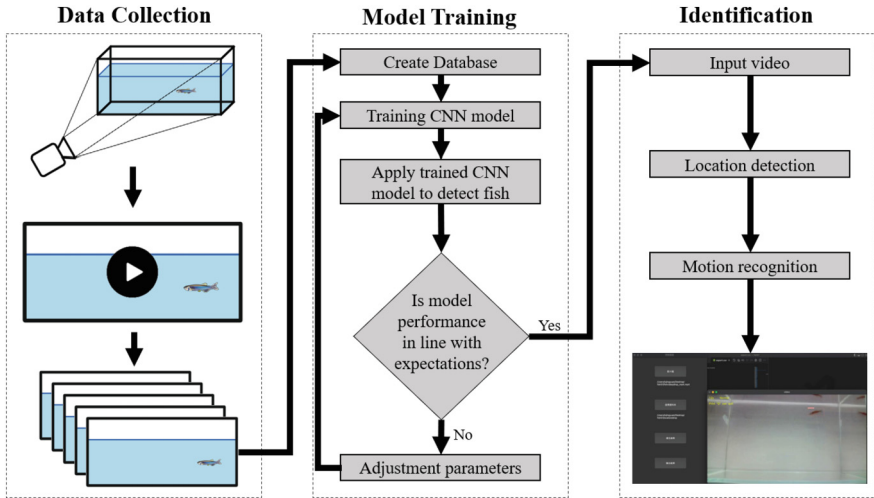 Data Collection
Model Training
Create Database
Training CNN model
Apply trained CNN
model to detect fish
Is model
performance
in line with
expectations?
Yes
No
Adjustment parameters
Identification
Input video
Location detection
Motion recognition